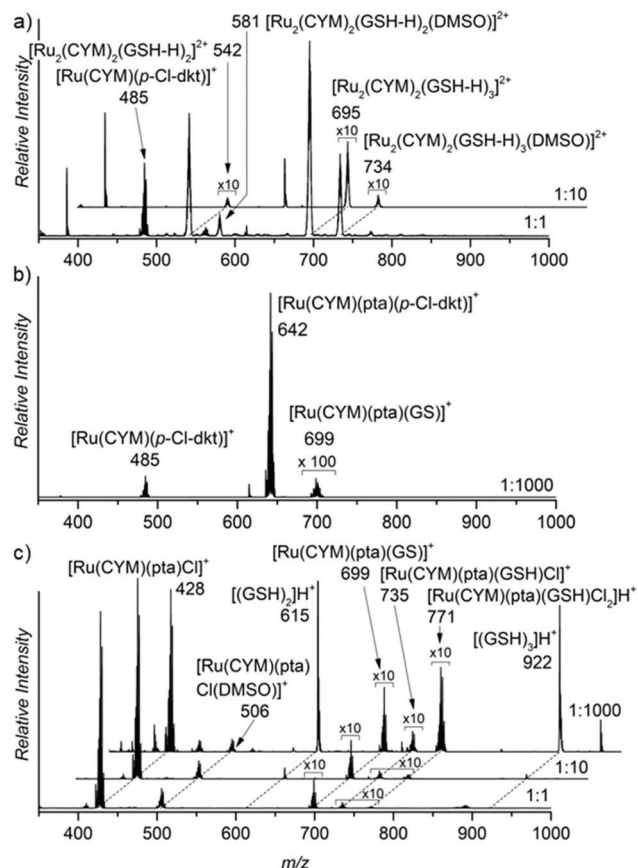 a)
581 [Ru₂(CYM)₂(GSH-H)₂(DMSO)]²⁺
[Ru₂(CYM)₂(GSH-H)₂]²⁺ 542
[Ru(CYM)(p-Cl-dkt)]⁺
485
[Ru₂(CYM)₂(GSH-H)₃]²⁺
695
x10
[Ru₂(CYM)₂(GSH-H)₃(DMSO)]²⁺
734
x10
x10
1:10
1:1
Relative Intensity
400 500 600 700 800 900 1000
b)
[Ru(CYM)(pta)(p-Cl-dkt)]⁺
642
[Ru(CYM)(pta)(GS)]⁺
699
x 100
[Ru(CYM)(p-Cl-dkt)]⁺
485
1:1000
Relative Intensity
400 500 600 700 800 900 1000
c)
[Ru(CYM)(pta)(GS)]⁺
699
[Ru(CYM)(pta)Cl]⁺
428
[Ru(CYM)(pta)(GSH)Cl]⁺
735
[(GSH)₂]H⁺
615
[Ru(CYM)(pta)(GSH)Cl₂]H⁺
771
[(GSH)₃]H⁺
922
[Ru(CYM)(pta)
Cl(DMSO)]⁺
506
x10
x10
x10
1:1000
x10
x10
1:10
x10
x10
1:1
Relative Intensity
400 500 600 700 800 900 1000
m/z